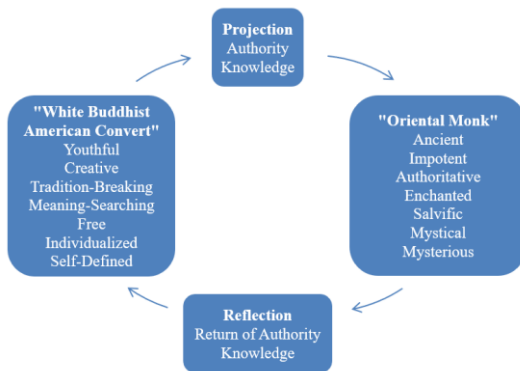 Projection
Authority
Knowledge
"White Buddhist
American Convert"
Youthful
Creative
Tradition-Breaking
Meaning-Searching
Free
Individualized
Self-Defined
"Oriental Monk"
Ancient
Impotent
Authoritative
Enchanted
Salvific
Mystical
Mysterious
Reflection
Return of Authority
Knowledge